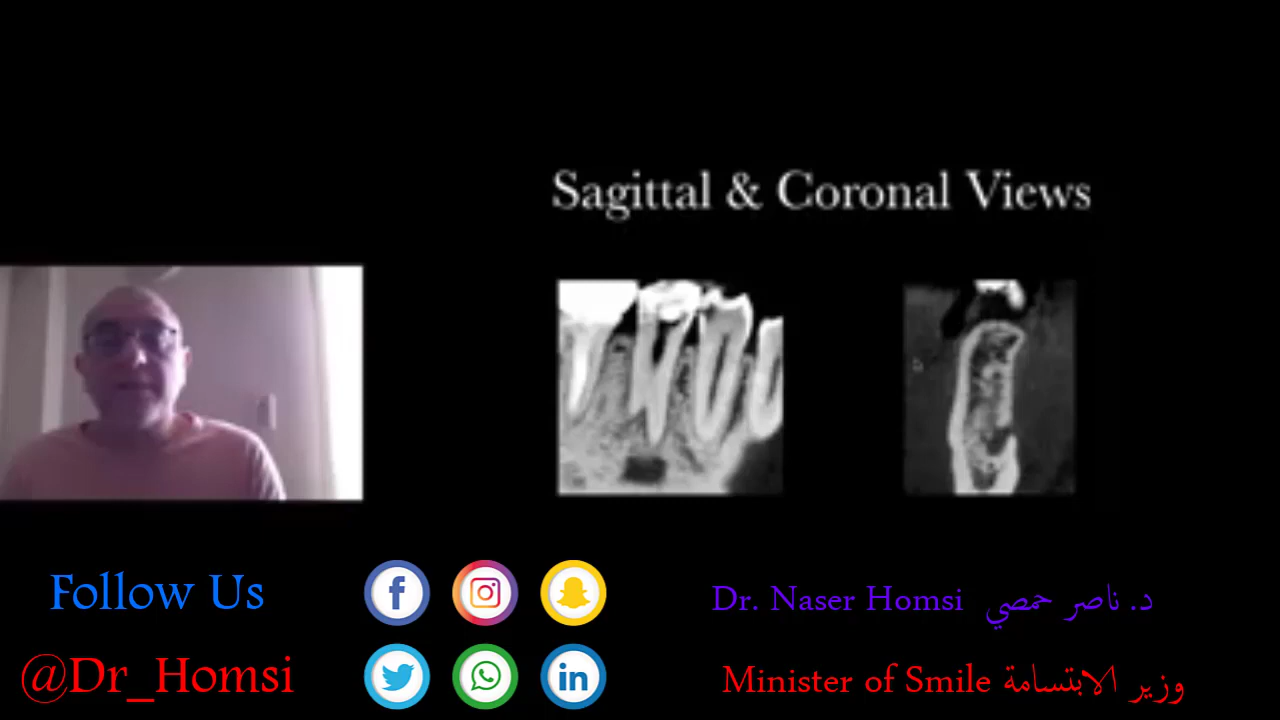 Sagittal & Coronal Views
Follow Us
Dr. Naser Homsi د. ناصر حمصي
@Dr_Homsi
Minister of Smile وزير الابتسامة